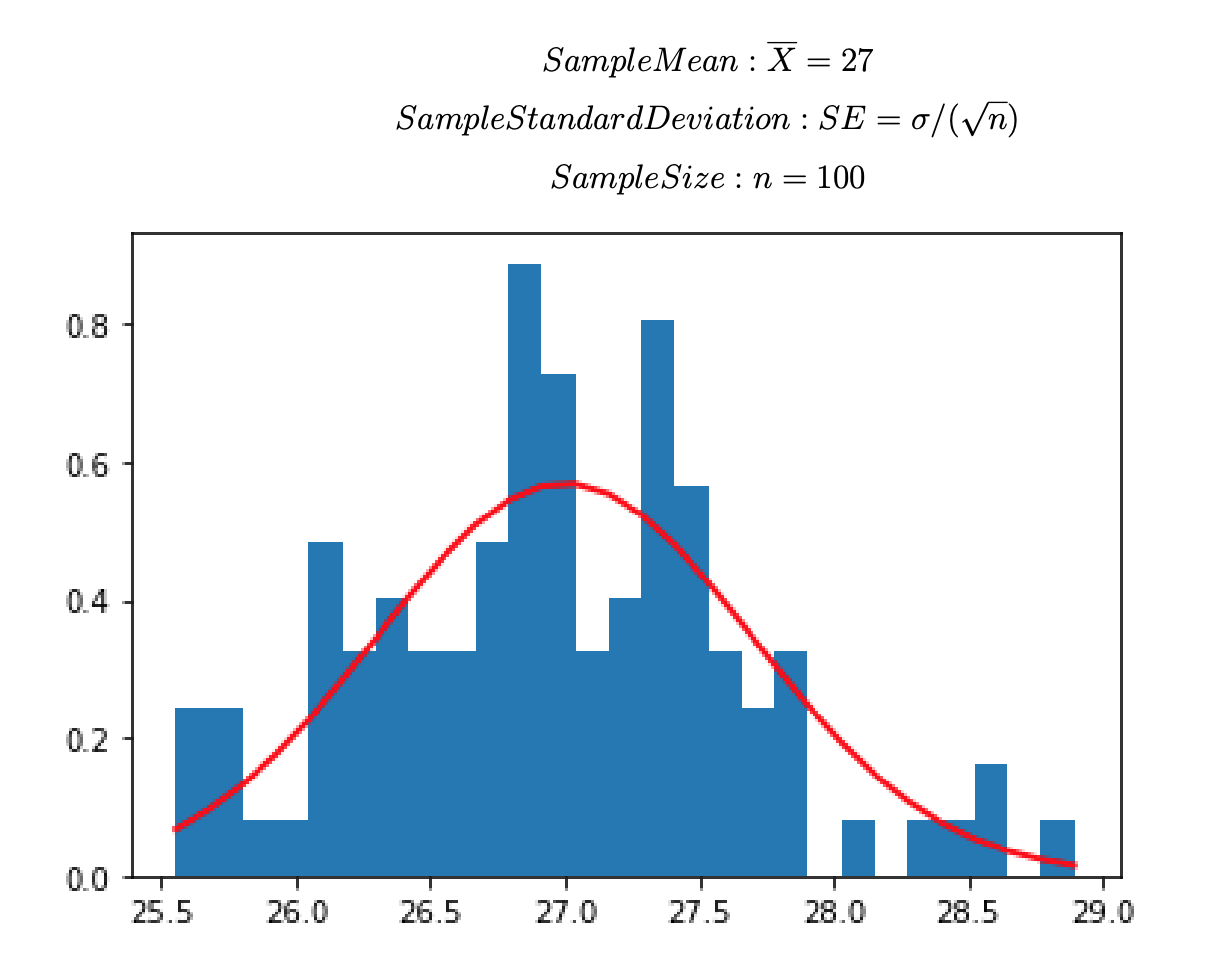 SampleMean : X̅ = 27
SampleStandardDeviation : SE = σ/(√n)
SampleSize : n = 100
0.8
0.6
0.4
0.2
0.0
25.5 26.0 26.5 27.0 27.5 28.0 28.5 29.0